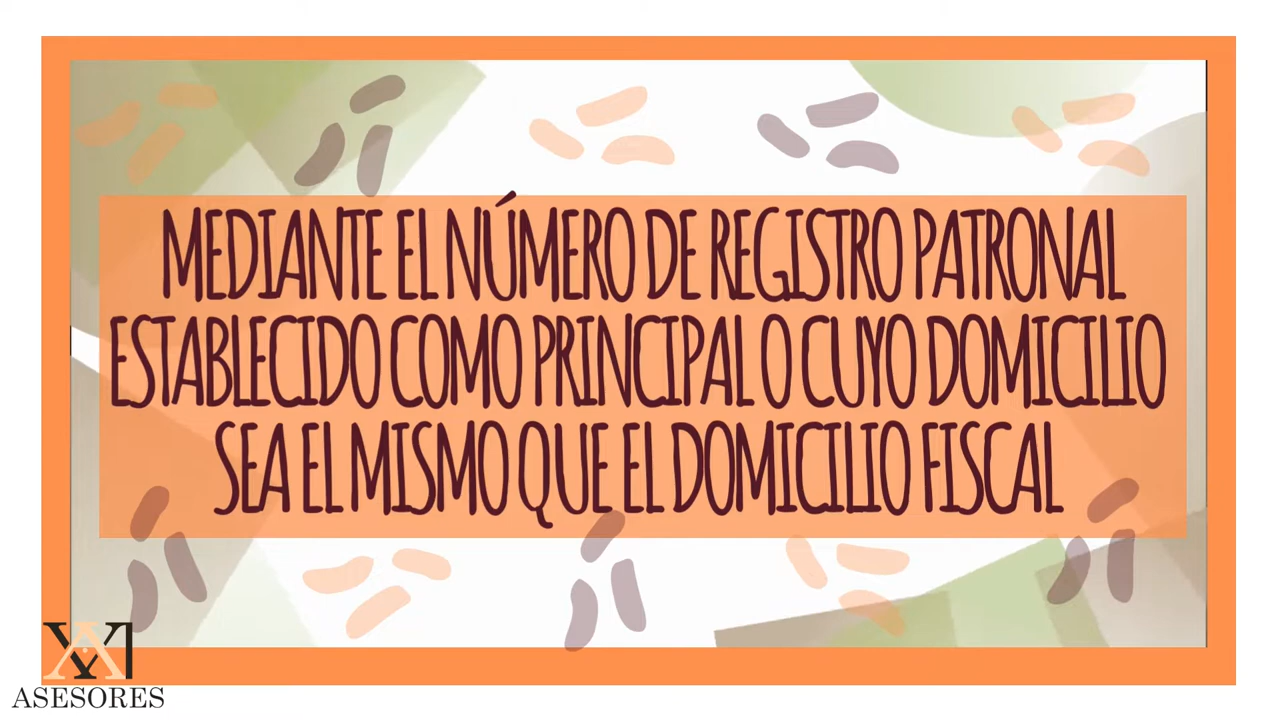 MEDIANTE EL NÚMERO DE REGISTRO PATRONAL
ESTABLECIDO COMO PRINCIPAL O CUYO DOMICILIO
SEA EL MISMO QUE EL DOMICILIO FISCAL
ASESORES